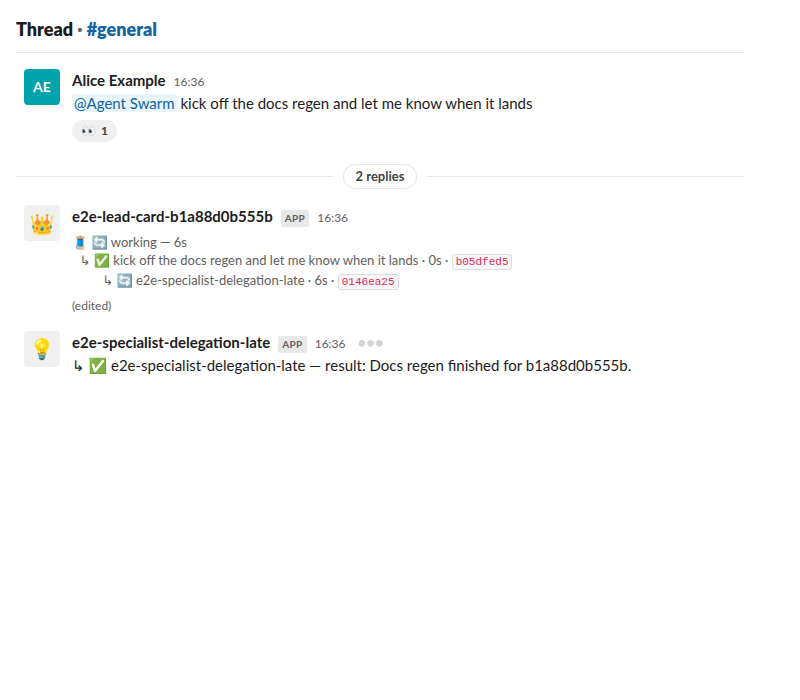 Thread • #general
AE
Alice Example 16:36
@Agent Swarm kick off the docs regen and let me know when it lands
👀 1
2 replies
e2e-lead-card-b1a88d0b555b APP 16:36
🧵 🔄 working — 6s
↳ ✅ kick off the docs regen and let me know when it lands · 0s · b05dfed5
↳ 🔄 e2e-specialist-delegation-late · 6s · 0146ea25
(edited)
e2e-specialist-delegation-late APP 16:36
↳ ✅ e2e-specialist-delegation-late — result: Docs regen finished for b1a88d0b555b.